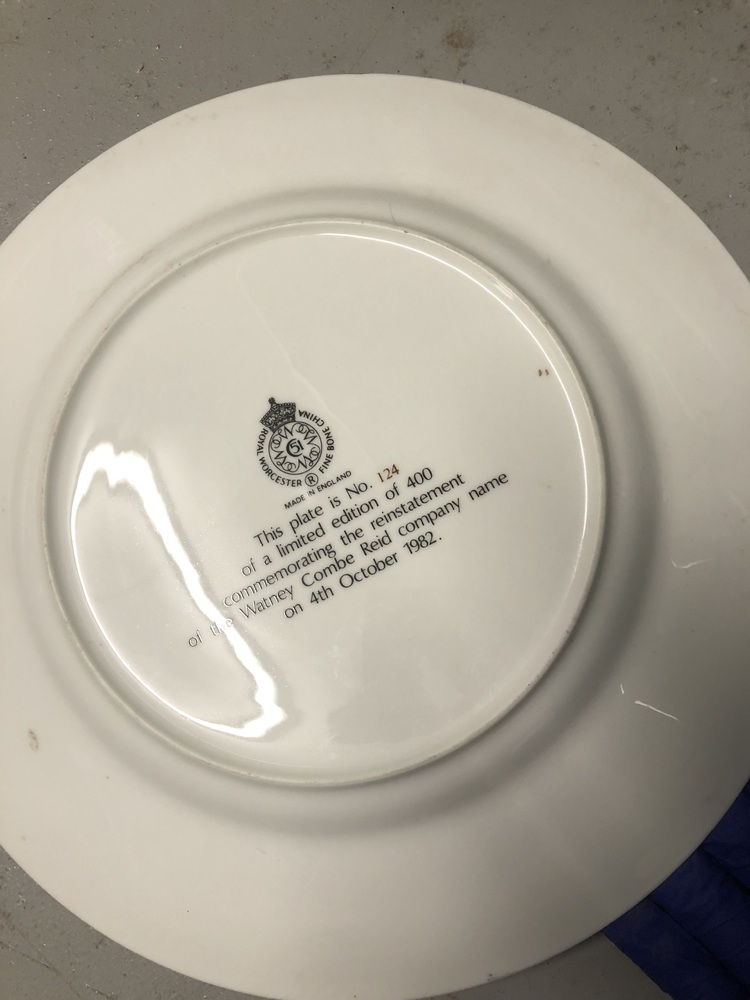 ROYAL WORCESTER ® FINE BONE CHINA
51
MADE IN ENGLAND
This plate is No. 124
of a limited edition of 400
commemorating the reinstatement
of the Watney Combe Reid company name
on 4th October 1982.